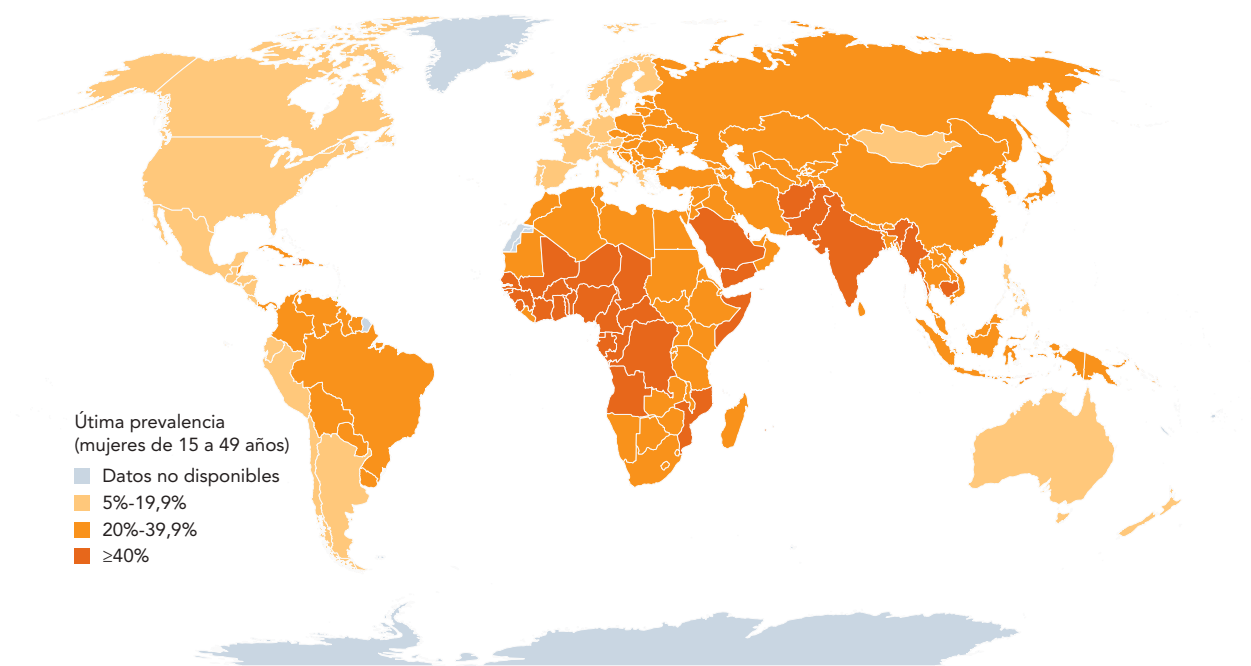 Útima prevalencia
(mujeres de 15 a 49 años)
Datos no disponibles
5%-19,9%
20%-39,9%
≥40%